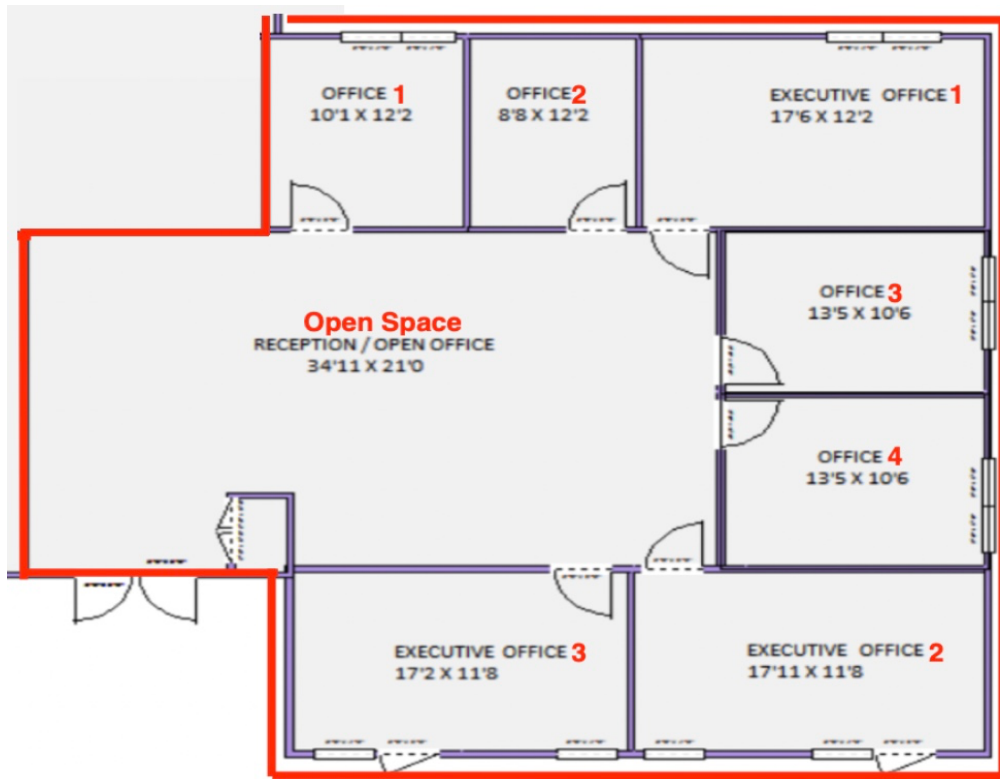 OFFICE 1
10'1 X 12'2
OFFICE 2
8'8 X 12'2
EXECUTIVE OFFICE 1
17'6 X 12'2
OFFICE 3
13'5 X 10'6
Open Space
RECEPTION / OPEN OFFICE
34'11 X 21'0
OFFICE 4
13'5 X 10'6
EXECUTIVE OFFICE 3
17'2 X 11'8
EXECUTIVE OFFICE 2
17'11 X 11'8